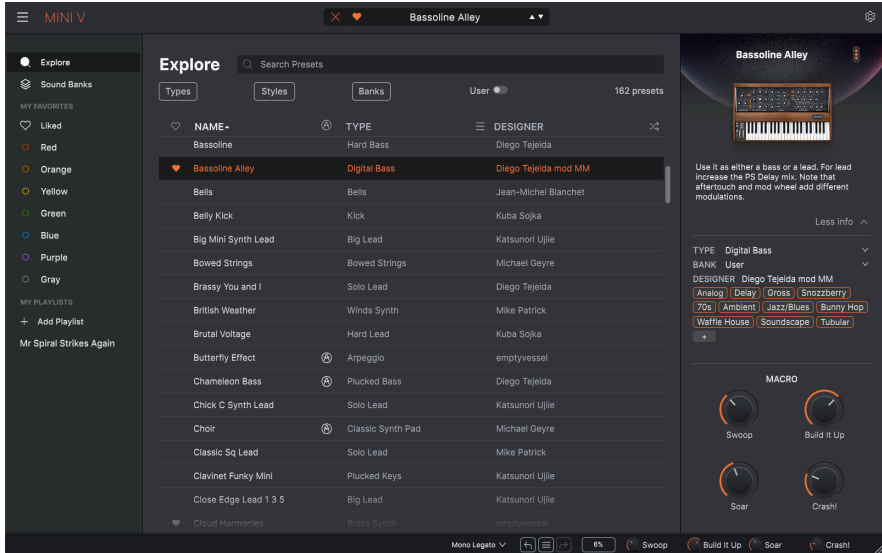 MINI V
Bassoline Alley
Explore
Sound Banks
MY FAVORITES
Liked
Red
Orange
Yellow
Green
Blue
Purple
Gray
MY PLAYLISTS
Add Playlist
Mr Spiral Strikes Again
Explore
Search Presets
Types Styles Banks User 162 presets
NAME TYPE DESIGNER
Bassoline Hard Bass Diego Tejeida
Bassoline Alley Digital Bass Diego Tejeida mod MM
Bells Bells Jean-Michel Blanchet
Belly Kick Kick Kuba Sojka
Big Mini Synth Lead Big Lead Katsunori Ujiie
Bowed Strings Bowed Strings Michael Geyre
Brassy You and I Solo Lead Diego Tejeida
British Weather Winds Synth Mike Patrick
Brutal Voltage Hard Lead Kuba Sojka
Butterfly Effect Arpeggio emptyvessel
Chameleon Bass Plucked Bass Diego Tejeida
Chick C Synth Lead Solo Lead Katsunori Ujiie
Choir Classic Synth Pad Michael Geyre
Classic Sq Lead Solo Lead Mike Patrick
Clavinet Funky Mini Plucked Keys Katsunori Ujiie
Close Edge Lead 1 3 5 Big Lead Katsunori Ujiie
Cloud Harmonies Brass Synth emptyvessel
Bassoline Alley
Use it as either a bass or a lead. For lead
increase the PS Delay mix. Note that
aftertouch and mod wheel add different
modulations.
Less info
TYPE Digital Bass
BANK User
DESIGNER Diego Tejeida mod MM
Analog Delay Gross Snozzberry
70s Ambient Jazz/Blues Bunny Hop
Waffle House Soundscape Tubular
+
MACRO
Swoop Build It Up
Soar Crash!
Mono Legato 6% Swoop Build It Up Soar Crash!